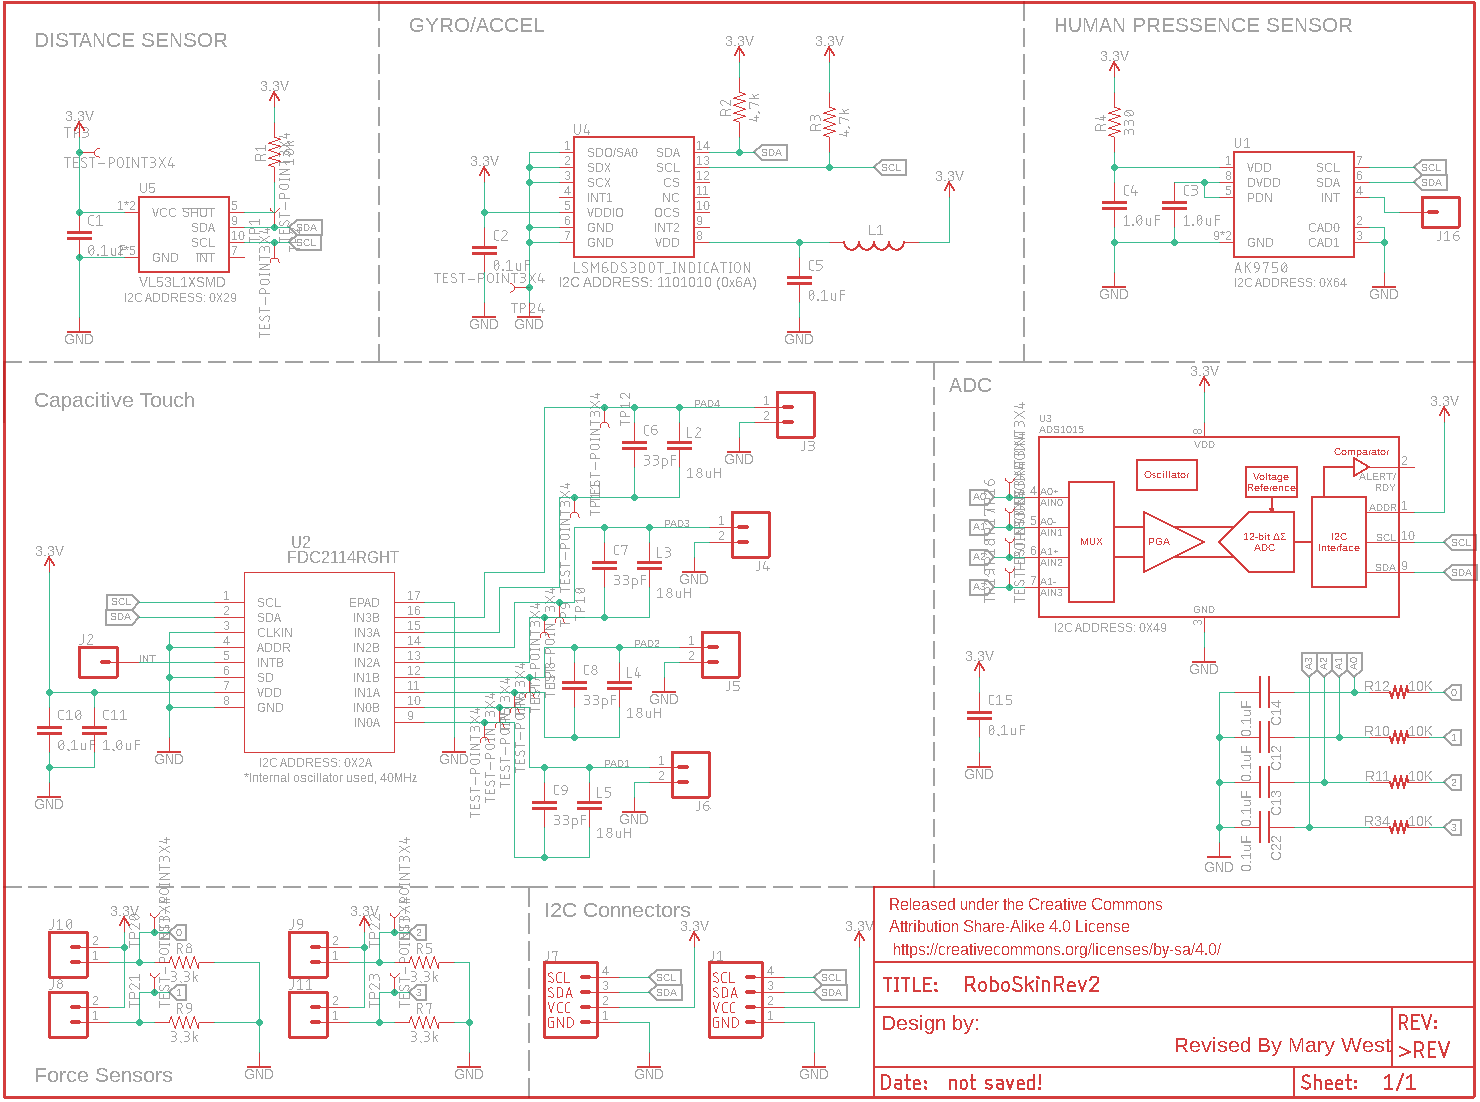 DISTANCE SENSOR
3.3V
3.3V
TP3
TEST-POINT3X4
R1
10k
TEST-POINT3X4
U5
1*2
VCC
SHUT
5
SDA
9
SDA
SCL
10
SCL
*5
GND
INT
7
C1
0.1uF
TP1
TEST-POINT3X4
VL53L1XSMD
I2C ADDRESS: 0X29
GND
GYRO/ACCEL
3.3V
3.3V
R2
4.7k
R3
4.7k
U4
1 SDO/SA0 SDA 14
SDA
2 SDX SCL 13
SCL
3 SCX CS 12
4 INT1 NC 11
5 VDDIO OCS 10
6 GND INT2 9
7 GND VDD 8
3.3V
3.3V
L1
C2
0.1uF
C5
0.1uF
TEST-POINT3X4
TP24
LSM6DS3DOT_INDICATION
I2C ADDRESS: 1101010 (0x6A)
GND
GND
GND
HUMAN PRESSENCE SENSOR
3.3V
R4
330
U1
1 VDD SCL 7
SCL
8 DVDD SDA 6
SDA
5 PDN INT 4
CAD0 2
9*2 GND CAD1 3
J16
C4
1.0uF
C3
1.0uF
AK9750
I2C ADDRESS: 0X64
GND
GND
Capacitive Touch
3.3V
U2
FDC2114RGHT
SCL
SDA
J2
INT
1 SCL EPAD 17
2 SDA IN3B 16
3 CLKIN IN3A 15
4 ADDR IN2B 14
5 INTB IN2A 13
6 SD IN1B 12
7 VDD IN1A 11
8 GND IN0B 10
IN0A 9
C10
0.1uF
C11
1.0uF
GND
GND
GND
I2C ADDRESS: 0X2A
*Internal oscillator used, 40MHz
TEST-POINT3X4
TP12
PAD4
1
2
J3
C6
33pF
L2
18uH
GND
TEST-POINT3X4
PAD3
1
2
J4
C7
33pF
L3
18uH
GND
TP9
TP10
PAD2
1
2
J5
C8
33pF
L4
18uH
GND
TEST-POINT3X4
TEST-POINT3X4
TEST-POINT3X4
PAD1
1
2
J6
C9
33pF
L5
18uH
GND
ADC
3.3V
3.3V
U3
ADS1015
8
VDD
Oscillator
Comparator
2
ALERT/
RDY
Voltage
Reference
A0
4 A0+
AIN0
A1
5 A0-
AIN1
A2
6 A1+
AIN2
A3
7 A1-
AIN3
MUX
PGA
12-bit ΔΣ
ADC
I2C
Interface
ADDR 1
SCL 10
SCL
SDA 9
SDA
GND
3
I2C ADDRESS: 0X49
GND
3.3V
C15
0.1uF
GND
A3
A2
A1
A0
R12 10K
0
R10 10K
1
R11 10K
2
R34 10K
3
0.1uF
C14
0.1uF
C12
0.1uF
C13
0.1uF
C22
GND
J10
2
1
3.3V
TEST-POINT3X4
0
R8
3.3k
J8
2
1
TP21
1
R9
3.3k
GND
J9
2
1
3.3V
TEST-POINT3X4
TP22
2
R5
3.3k
J11
2
1
TP23
3
R7
3.3k
GND
Force Sensors
I2C Connectors
3.3V
3.3V
J7
SCL 4
SCL
SDA 3
SDA
VCC 2
GND 1
GND
J1
SCL 4
SCL
SDA 3
SDA
VCC 2
GND 1
GND
Released under the Creative Commons
Attribution Share-Alike 4.0 License
https://creativecommons.org/licenses/by-sa/4.0/
TITLE: RoboSkinRev2
Design by:
Revised By Mary West
REV:
>REV
Date: not saved!
Sheet: 1/1